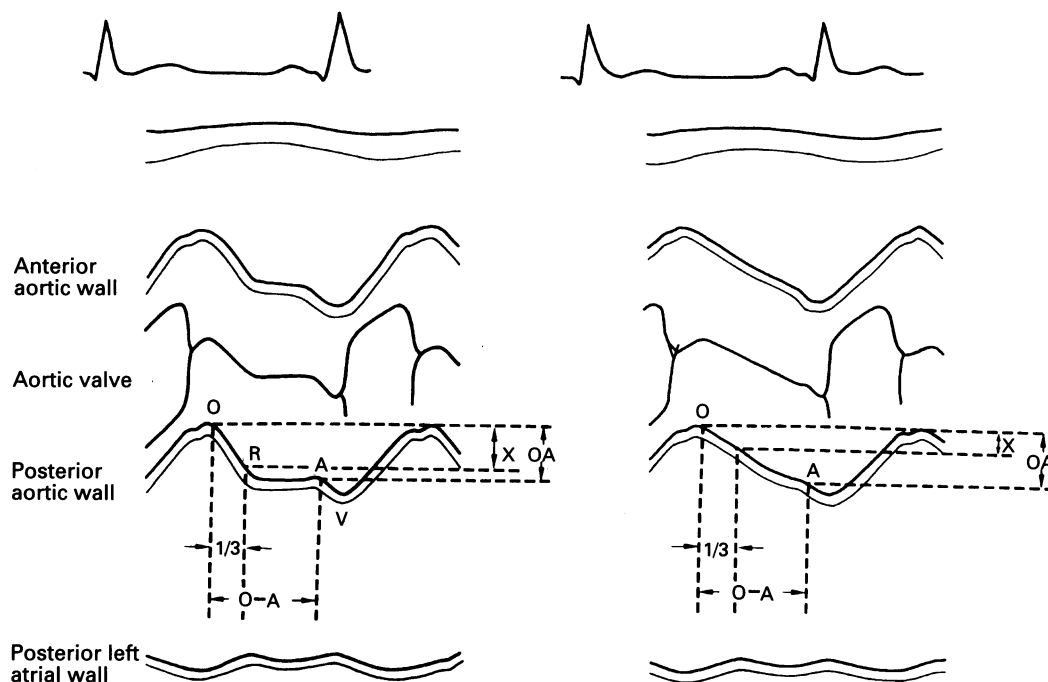 Anterior
aortic wall
Aortic valve
O
O
R
A
X
OA
X
OA
Posterior
aortic wall
A
V
1/3
1/3
O-A
O-A
Posterior left
atrial wall